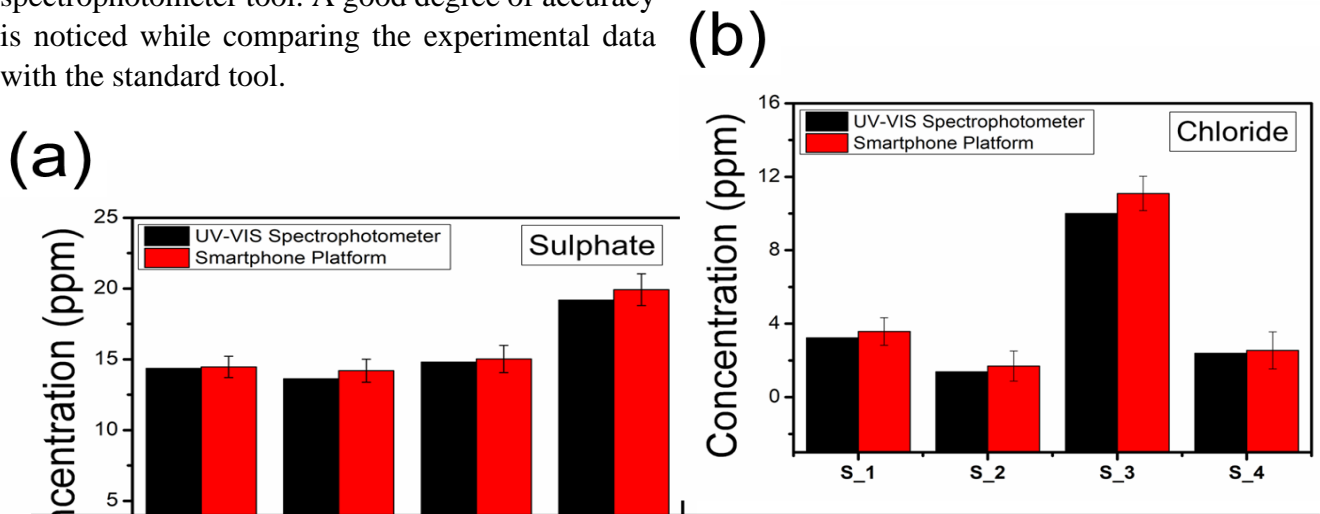 spectrophotometer tool. A good degree of accuracy
is noticed while comparing the experimental data
with the standard tool.
(a)
25
20
15
10
5
UV-VIS Spectrophotometer
Smartphone Platform
Sulphate
(b)
Concentration (ppm)
16
12
8
4
0
UV-VIS Spectrophotometer
Smartphone Platform
Chloride
S_1 S_2 S_3 S_4